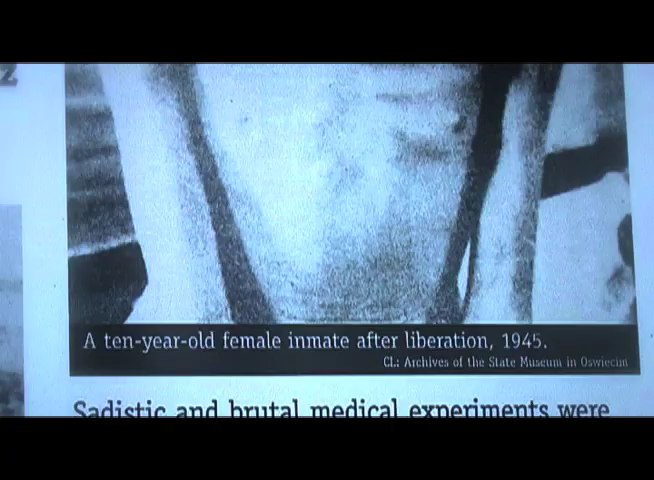 A ten-year-old female inmate after liberation, 1945.
CL: Archives of the State Museum in Oswiecim
Sadistic and brutal medical experiments were